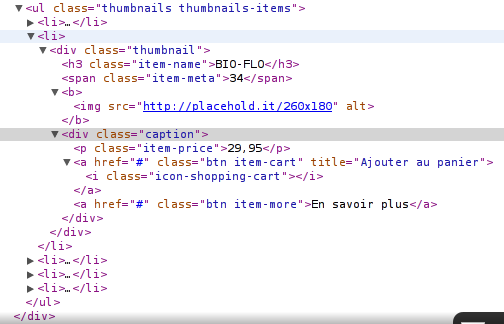 ▼<ul class="thumbnails thumbnails-items">
▶<li>…</li>
▼<li>
▼<div class="thumbnail">
<h3 class="item-name">BIO-FLO</h3>
<span class="item-meta">34</span>
▼<b>
<img src="http://placehold.it/260x180" alt>
</b>
▼<div class="caption">
<p class="item-price">29,95</p>
▼<a href="#" class="btn item-cart" title="Ajouter au panier">
<i class="icon-shopping-cart"></i>
</a>
<a href="#" class="btn item-more">En savoir plus</a>
</div>
</div>
</li>
▶<li>…</li>
▶<li>…</li>
▶<li>…</li>
</ul>
</div>